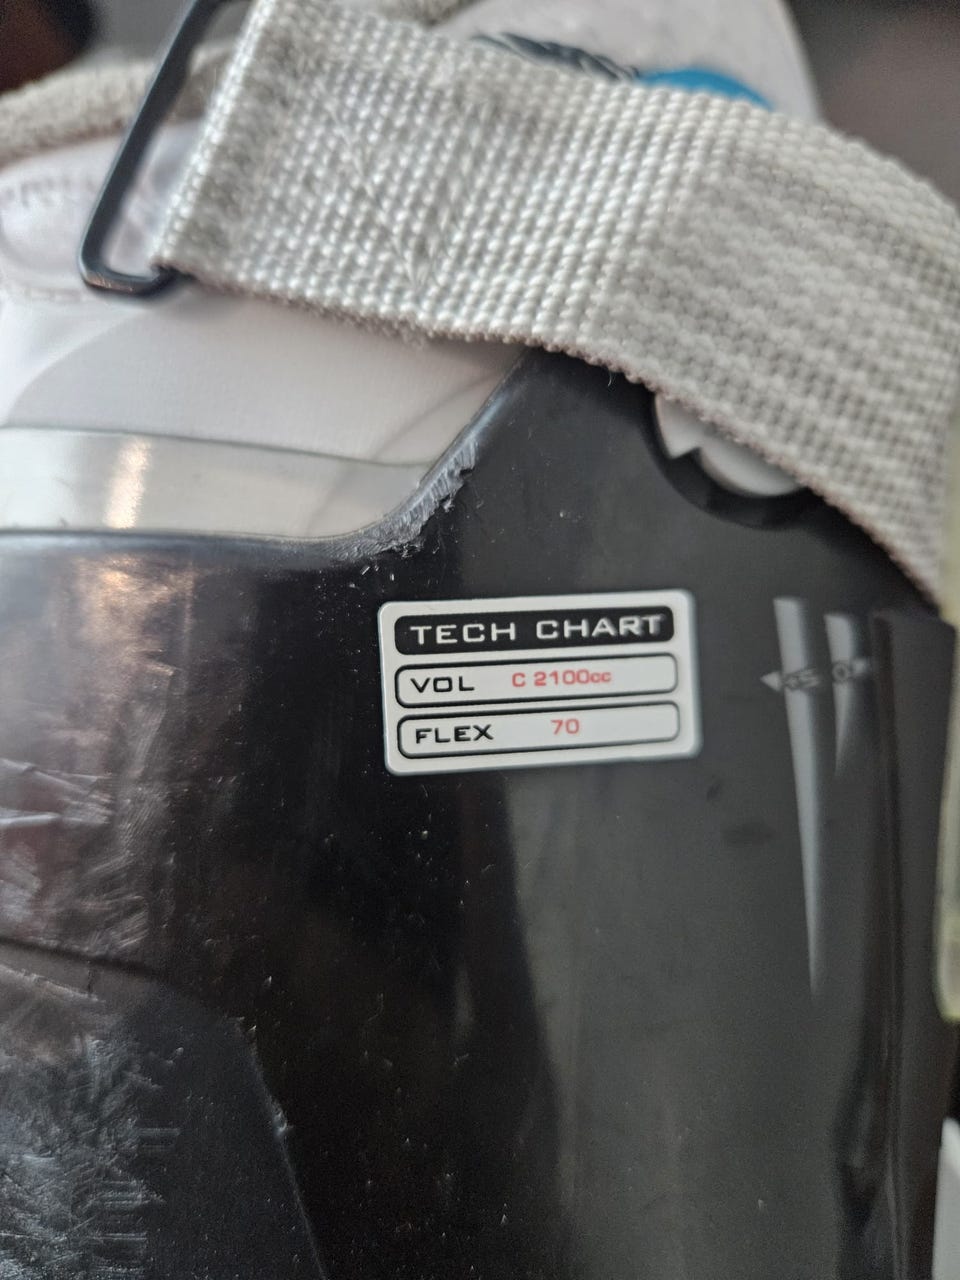 TECH CHART
VOL C 2100cc
FLEX 70